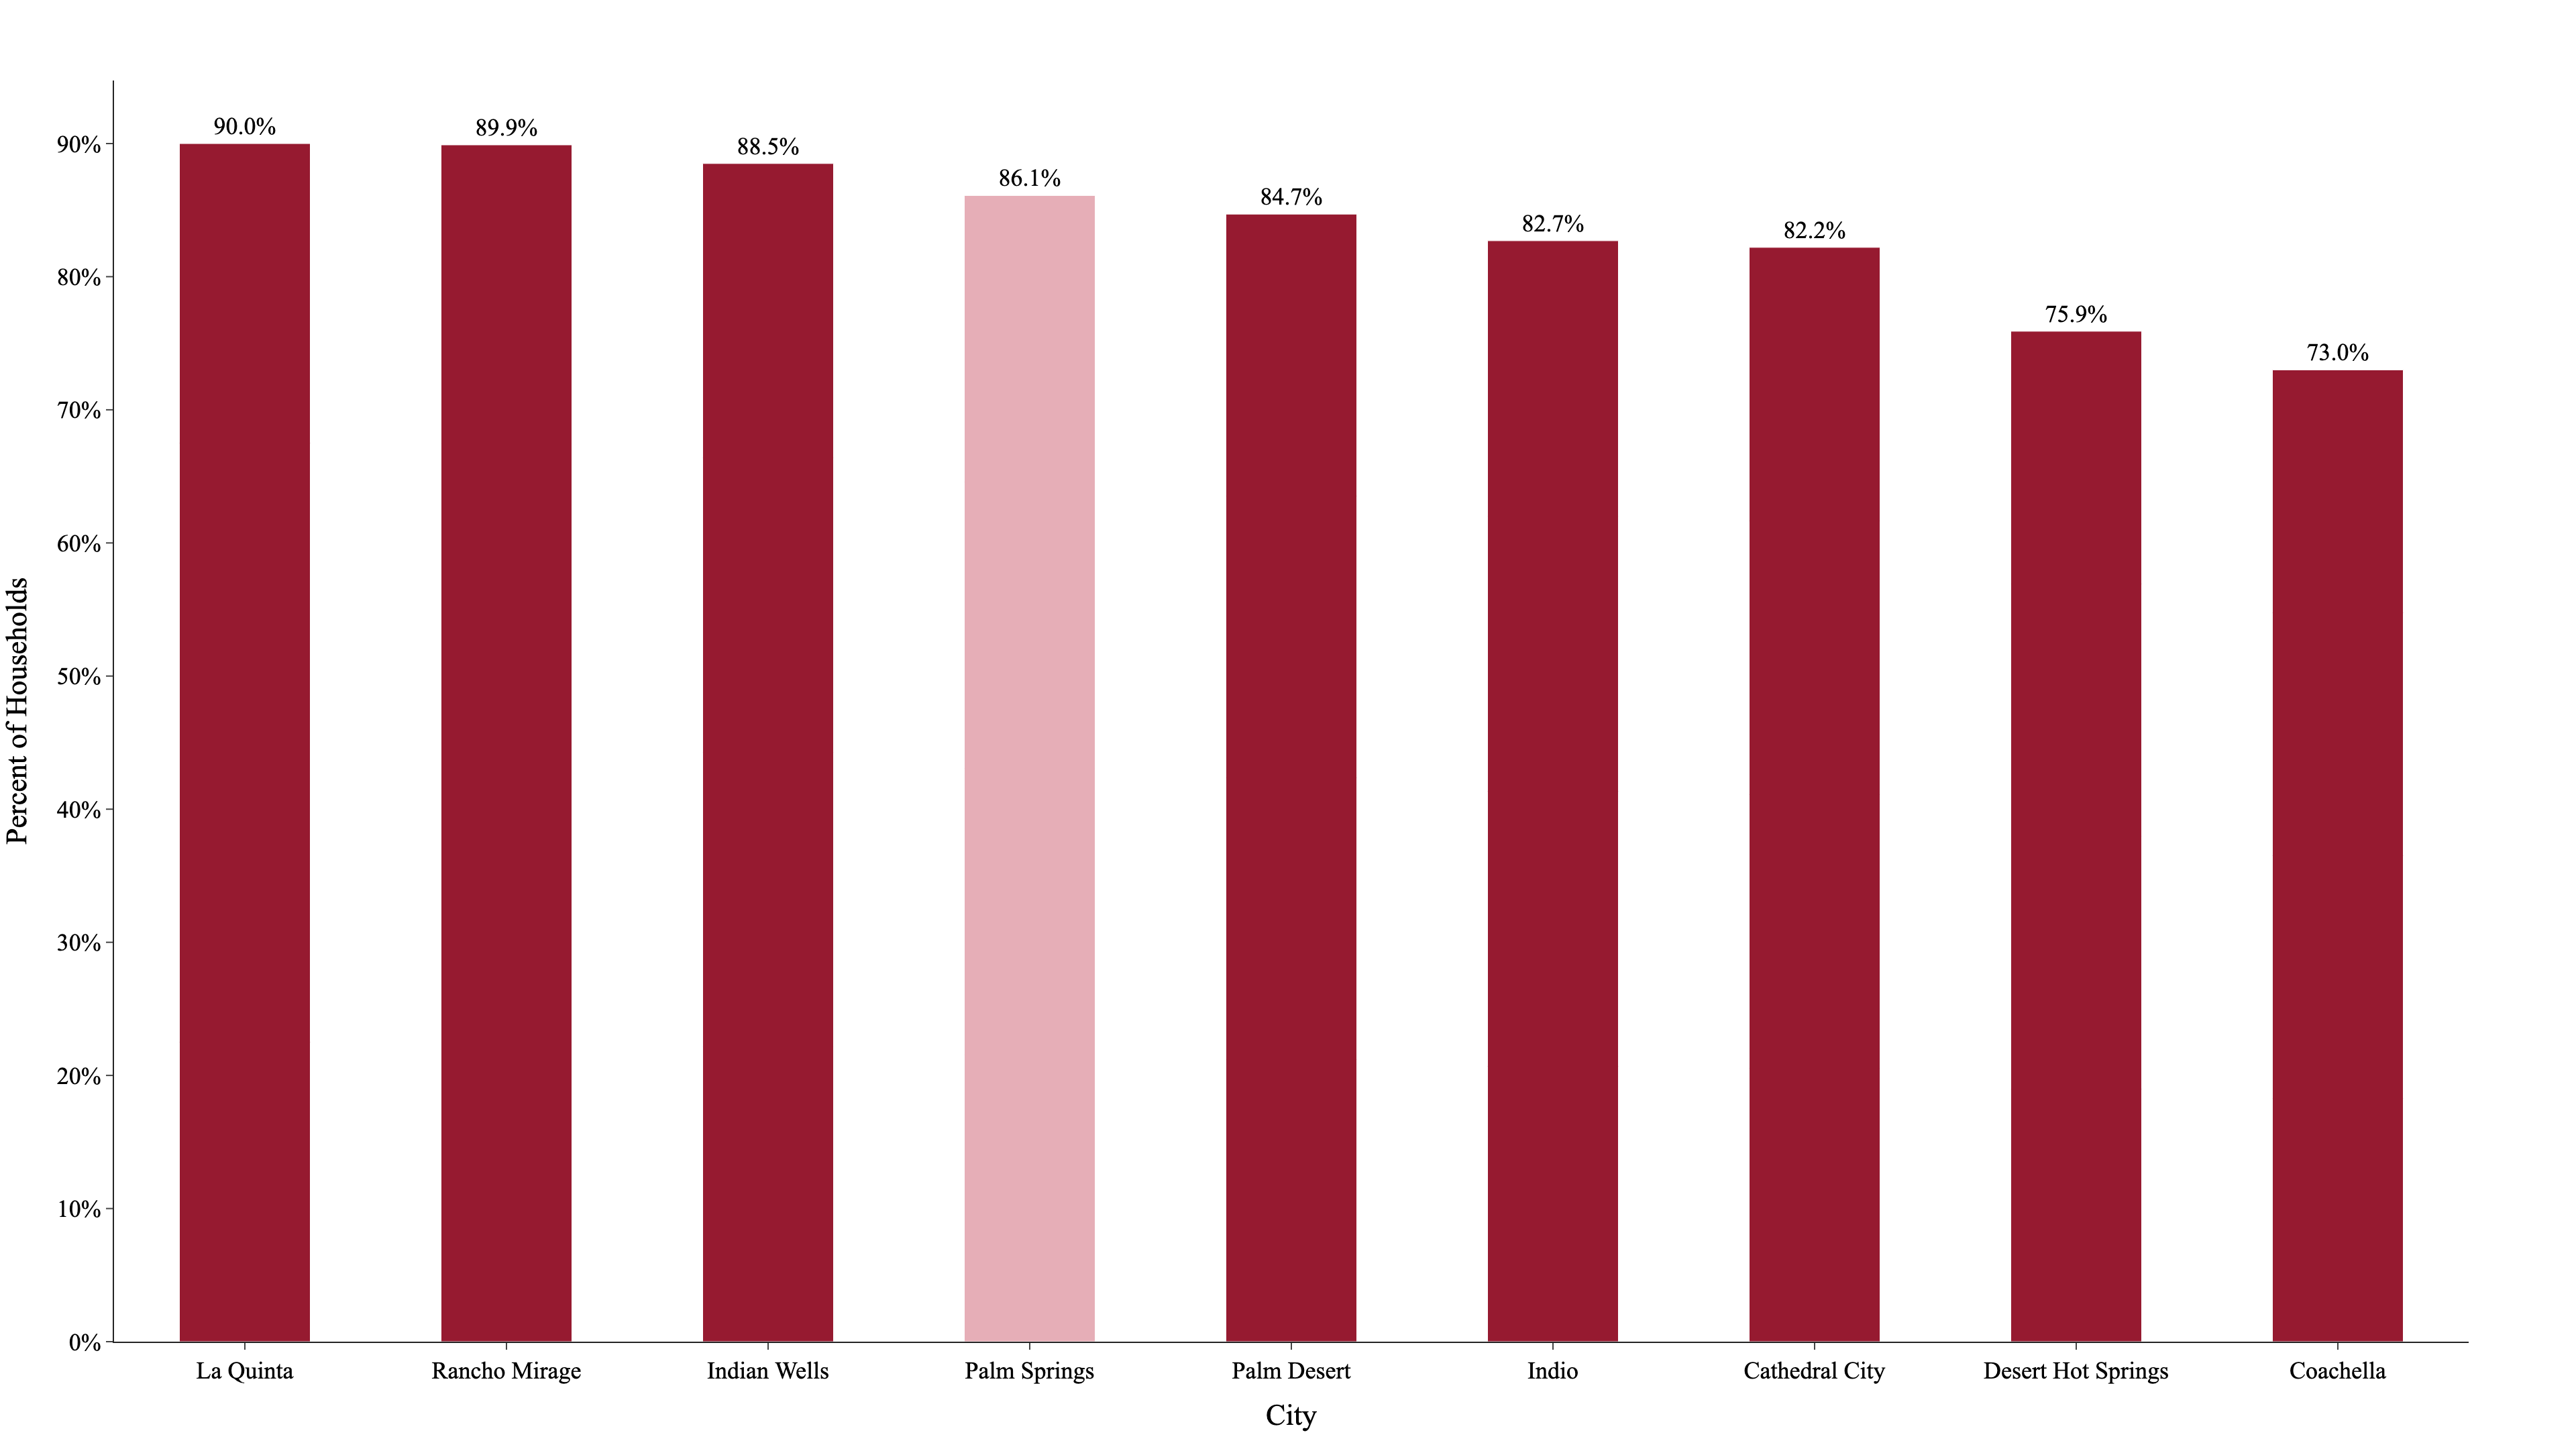 90.0%
89.9%
88.5%
86.1%
84.7%
82.7%
82.2%
75.9%
73.0%
90%
80%
70%
60%
50%
40%
30%
20%
10%
0%
Percent of Households
La Quinta
Rancho Mirage
Indian Wells
Palm Springs
Palm Desert
Indio
Cathedral City
Desert Hot Springs
Coachella
City